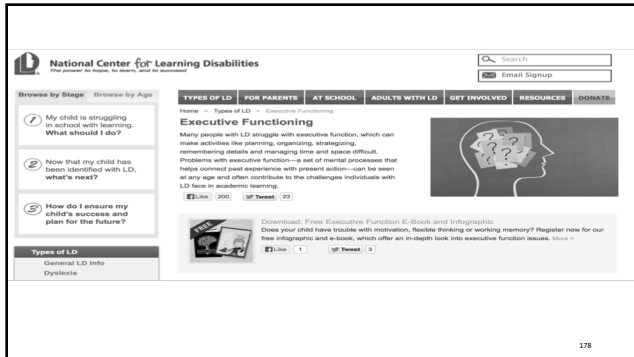 National Center for Learning Disabilities
The power to hope, to learn, and to succeed
Search
Email Signup
Browse by Stage Browse by Age
TYPES OF LD FOR PARENTS AT SCHOOL ADULTS WITH LD GET INVOLVED RESOURCES DONATE
1 My child is struggling
in school with learning.
What should I do?
2 Now that my child has
been identified with LD,
what's next?
3 How do I ensure my
child's success and
plan for the future?
Types of LD
General LD Info
Dyslexia
Home » Types of LD » Executive Functioning
Executive Functioning
Many people with LD struggle with executive function, which can
make activities like planning, organizing, strategizing,
remembering details and managing time and space difficult.
Problems with executive function—a set of mental processes that
helps connect past experience with present action—can be seen
at any age and often contribute to the challenges individuals with
LD face in academic learning.
Like 200 Tweet 23
? ? ? ? ?
FREE
Download: Free Executive Function E-Book and Infographic
Does your child have trouble with motivation, flexible thinking or working memory? Register now for our
free infographic and e-book, which offer an in-depth look into executive function issues. More >
Like 1 Tweet 3
178